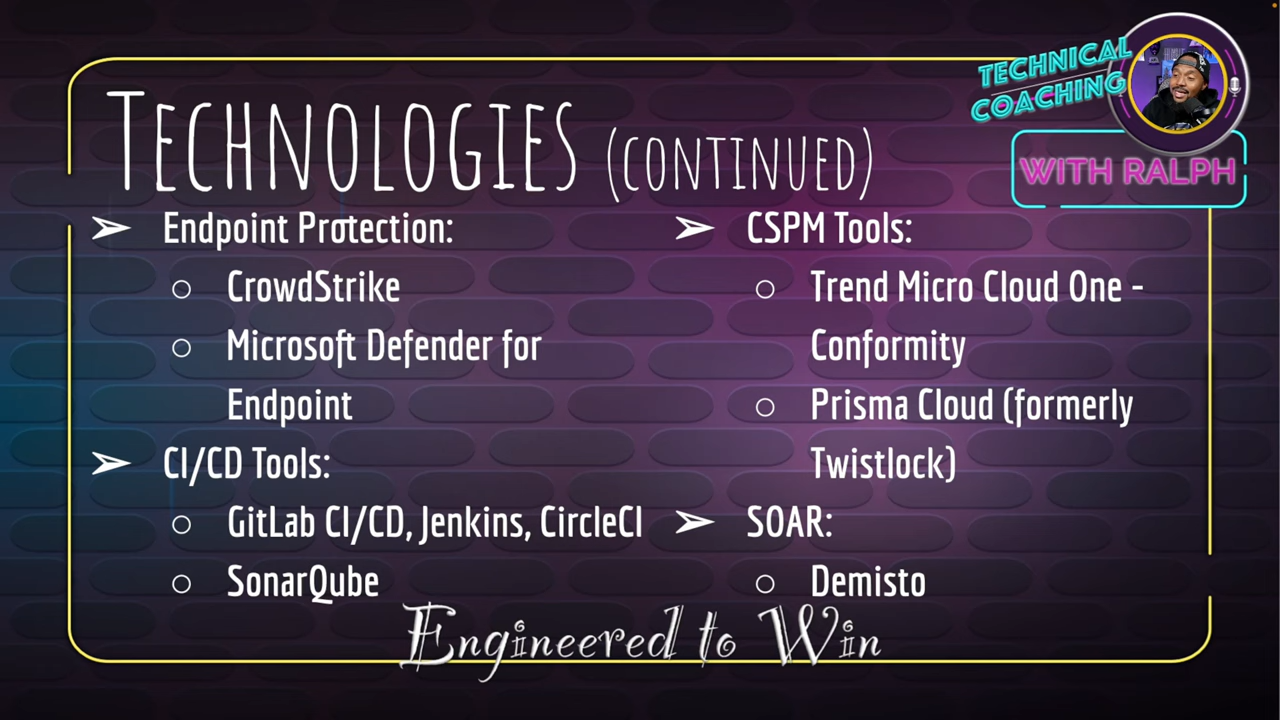 TECHNICAL
COACHING
WITH RALPH
TECHNOLOGIES (CONTINUED)
➢ Endpoint Protection:
○ CrowdStrike
○ Microsoft Defender for
Endpoint
➢ CI/CD Tools:
○ GitLab CI/CD, Jenkins, CircleCI
○ SonarQube
➢ CSPM Tools:
○ Trend Micro Cloud One -
Conformity
○ Prisma Cloud (formerly
Twistlock)
➢ SOAR:
○ Demisto
Engineered to Win